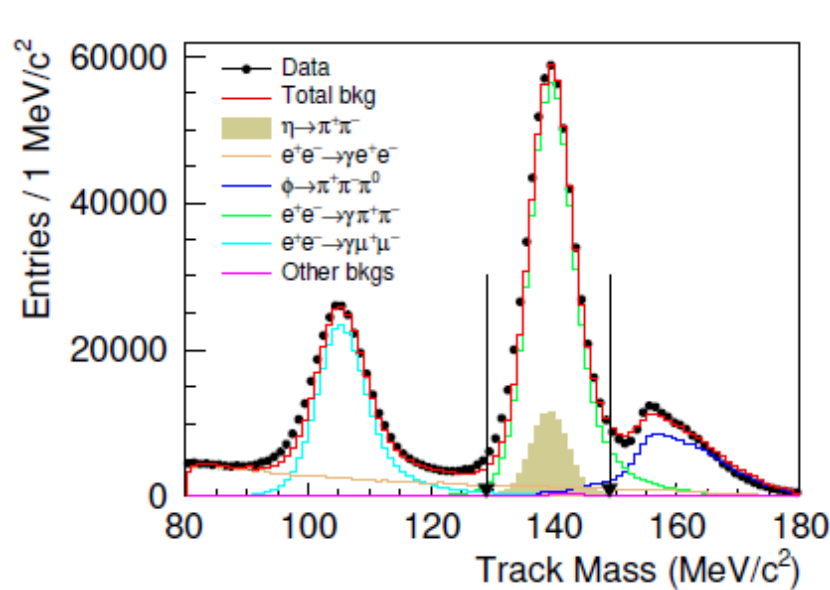 Entries / 1 MeV/c²
60000
40000
20000
0
Data
Total bkg
η→π⁺π⁻
e⁺e⁻→γe⁺e⁻
ϕ→π⁺π⁻π⁰
e⁺e⁻→γπ⁺π⁻
e⁺e⁻→γμ⁺μ⁻
Other bkgs
80 100 120 140 160 180
Track Mass (MeV/c²)